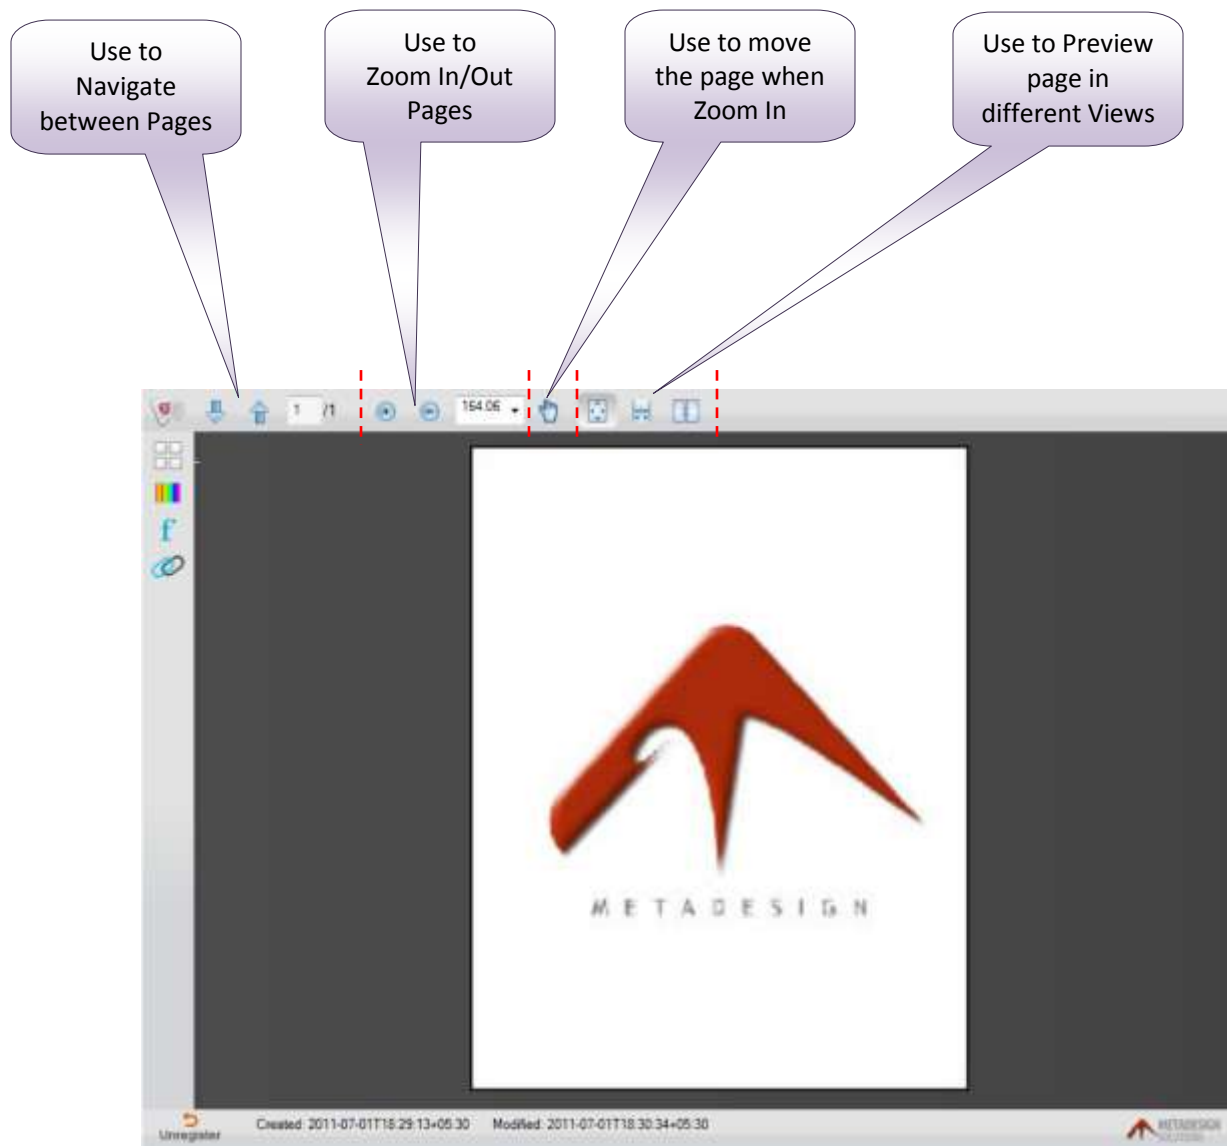 Use to
Navigate
between Pages
Use to
Zoom In/Out
Pages
Use to move
the page when
Zoom In
Use to Preview
page in
different Views
1 /1
164.06
f
METADESIGN
Unregister
Created: 2011-07-01T18:29:13+05:30 Modified: 2011-07-01T18:30:34+05:30
METADESIGN
SOLUTIONS